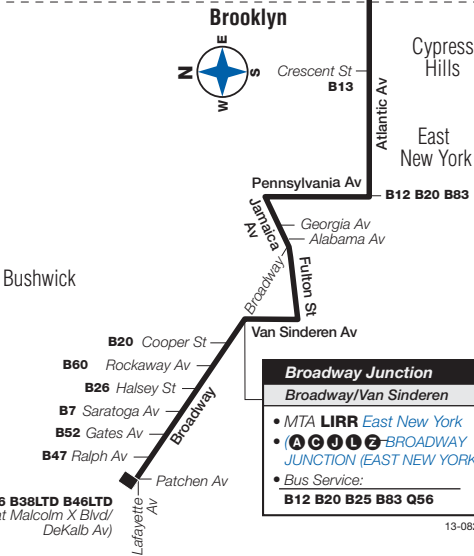 Brooklyn
N
E
S
W
Cypress
Hills
Crescent St
B13
Atlantic Av
East
New York
Pennsylvania Av
B12 B20 B83
Jamaica
Av
Georgia Av
Alabama Av
Bushwick
Broadway
Fulton St
Van Sinderen Av
B20 Cooper St
B60 Rockaway Av
B26 Halsey St
B7 Saratoga Av
B52 Gates Av
B47 Ralph Av
Broadway
Patchen Av
Lafayette
Av
6 B38LTD B46LTD
at Malcolm X Blvd/
DeKalb Av)
Broadway Junction
Broadway/Van Sinderen
• MTA LIRR East New York
• (A C J L Z -BROADWAY
JUNCTION (EAST NEW YORK
• Bus Service:
B12 B20 B25 B83 Q56
13-082